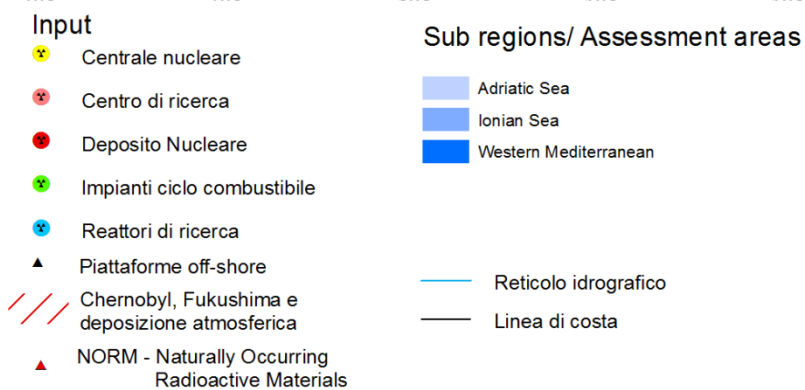 Input
Centrale nucleare
Centro di ricerca
Deposito Nucleare
Impianti ciclo combustibile
Reattori di ricerca
Piattaforme off-shore
Chernobyl, Fukushima e
deposizione atmosferica
NORM - Naturally Occurring
Radioactive Materials
Sub regions/ Assessment areas
Adriatic Sea
Ionian Sea
Western Mediterranean
Reticolo idrografico
Linea di costa